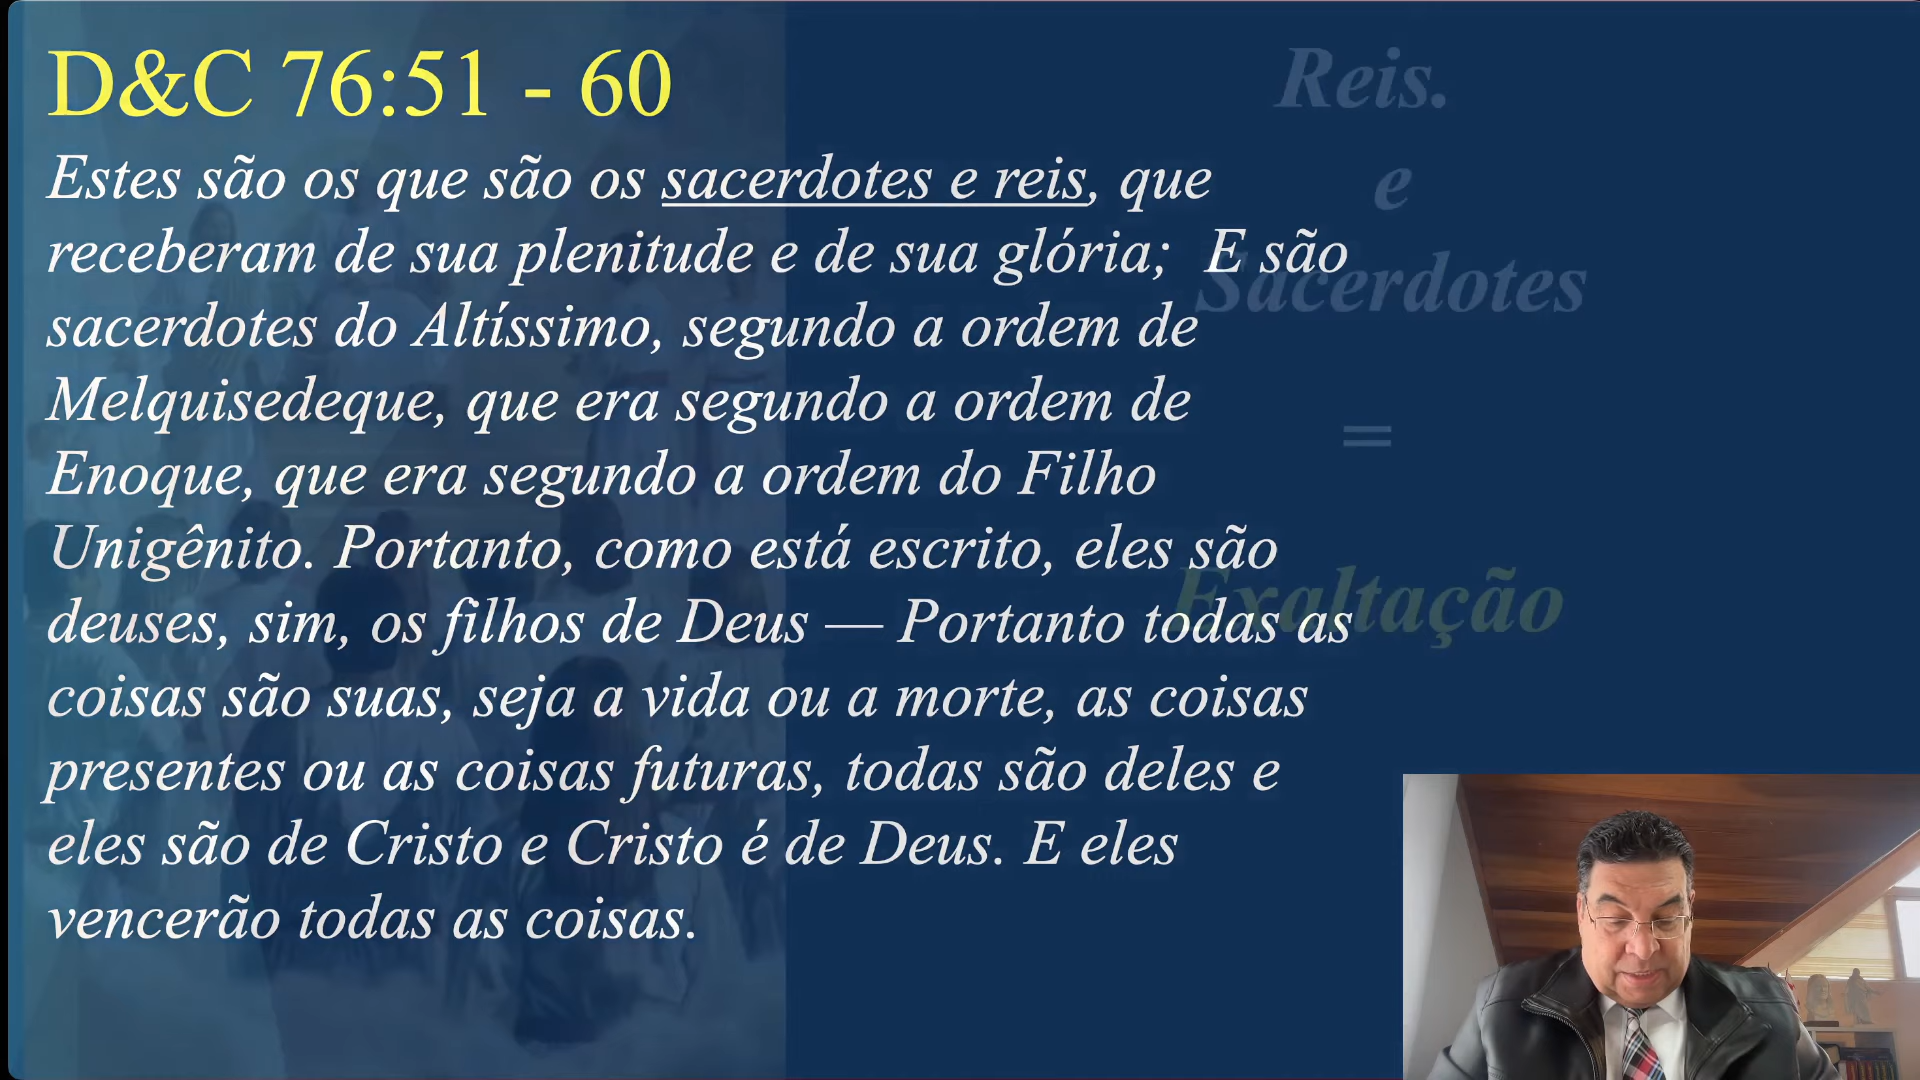 D&C 76:51 - 60
Estes são os que são os sacerdotes e reis, que
receberam de sua plenitude e de sua glória;  E são
sacerdotes do Altíssimo, segundo a ordem de
Melquisedeque, que era segundo a ordem de
Enoque, que era segundo a ordem do Filho
Unigênito. Portanto, como está escrito, eles são
deuses, sim, os filhos de Deus — Portanto todas as
coisas são suas, seja a vida ou a morte, as coisas
presentes ou as coisas futuras, todas são deles e
eles são de Cristo e Cristo é de Deus. E eles
vencerão todas as coisas.
Reis.
e
Sacerdotes
=
Exaltação